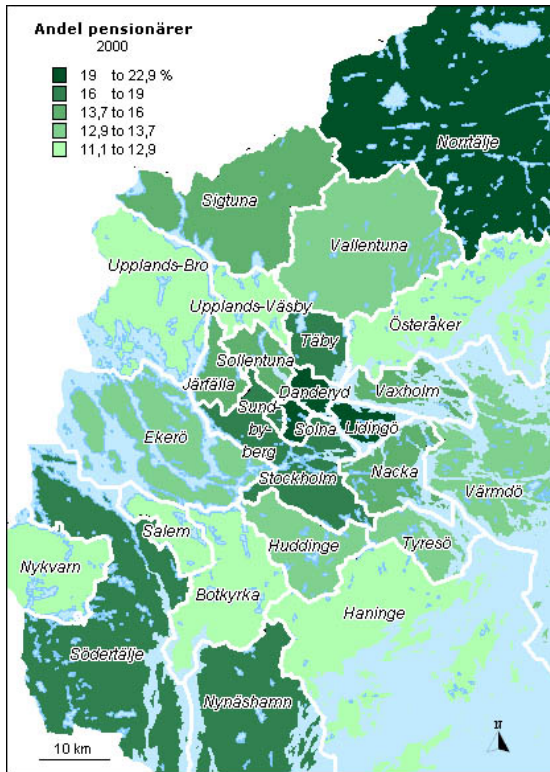 Andel pensionärer
2000
19 to 22,9 %
16 to 19
13,7 to 16
12,9 to 13,7
11,1 to 12,9
Norrtälje
Sigtuna
Vallentuna
Upplands-Bro
Upplands-Väsby
Österåker
Täby
Sollentuna
Järfälla
Danderyd
Vaxholm
Sund-
by-
berg
Solna
Lidingö
Ekerö
Stockholm
Nacka
Värmdö
Salem
Huddinge
Tyresö
Nykvarn
Botkyrka
Haninge
Södertälje
Nynäshamn
N
10 km